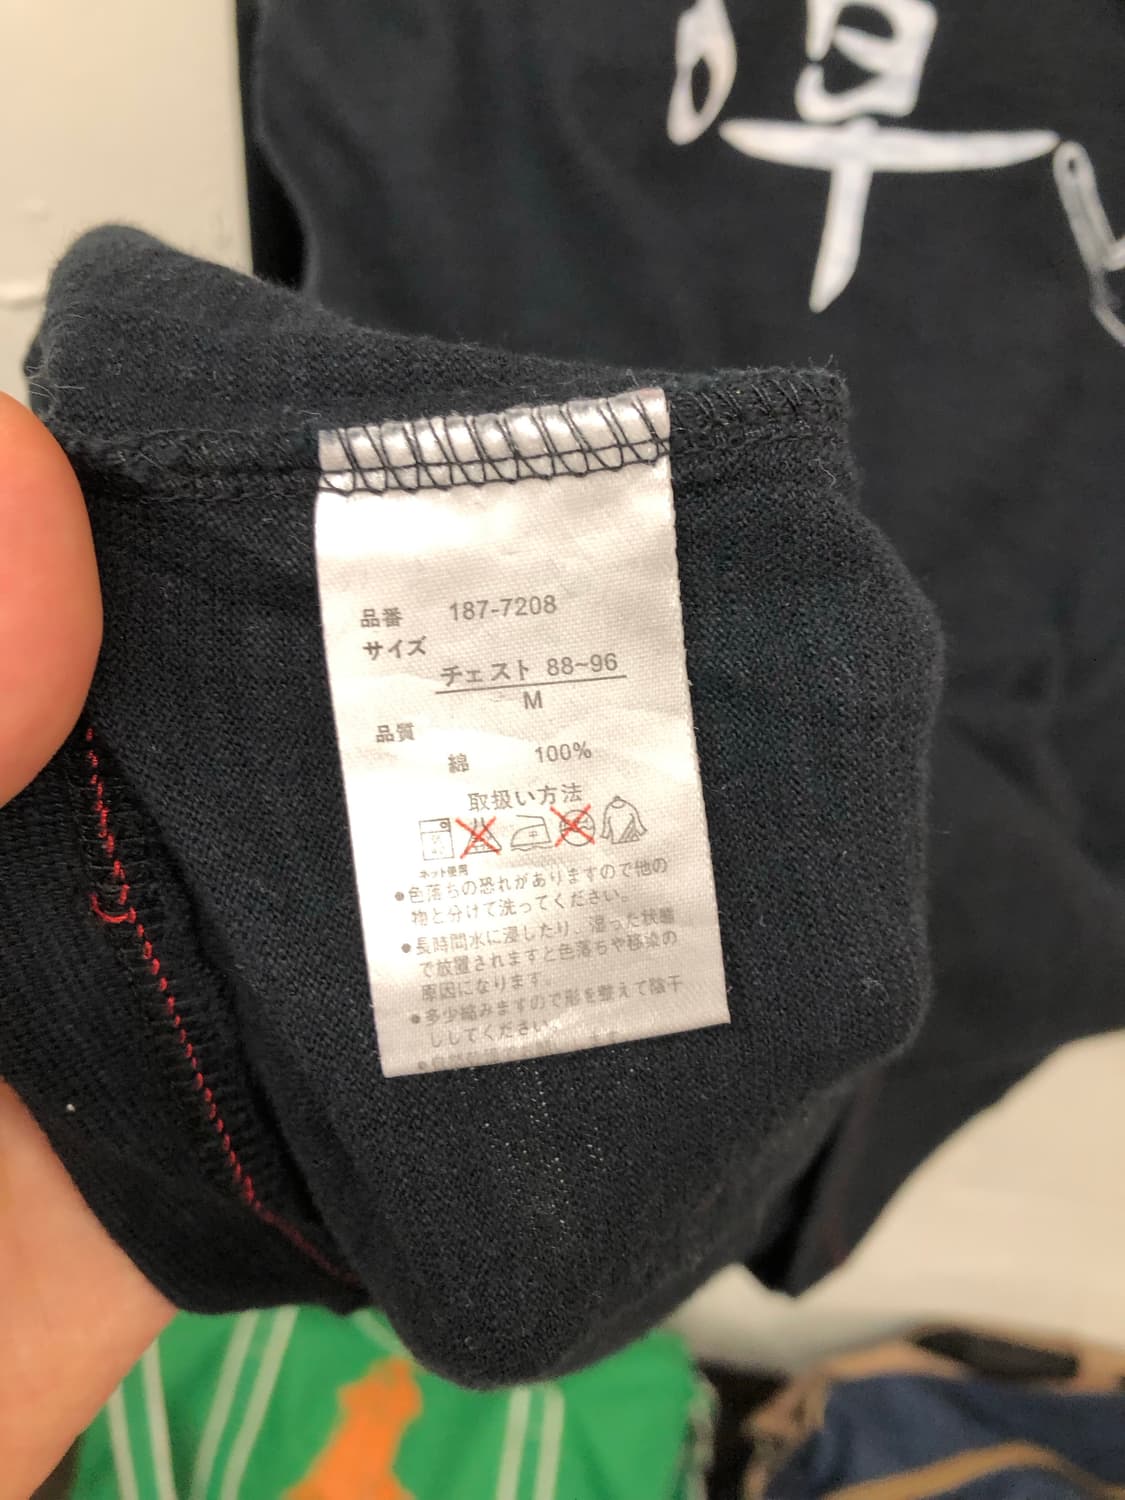 品番 187-7208
サイズ
チェスト 88~96
M
品質
綿 100%
取扱い方法
ネット使用
●色落ちの恐れがありますので他の
物と分けて洗ってください。
●長時間水に浸したり、湿った状態
で放置されますと色落ちや移染の
原因になります。
●多少縮みますので形を整えて陰干
ししてください。